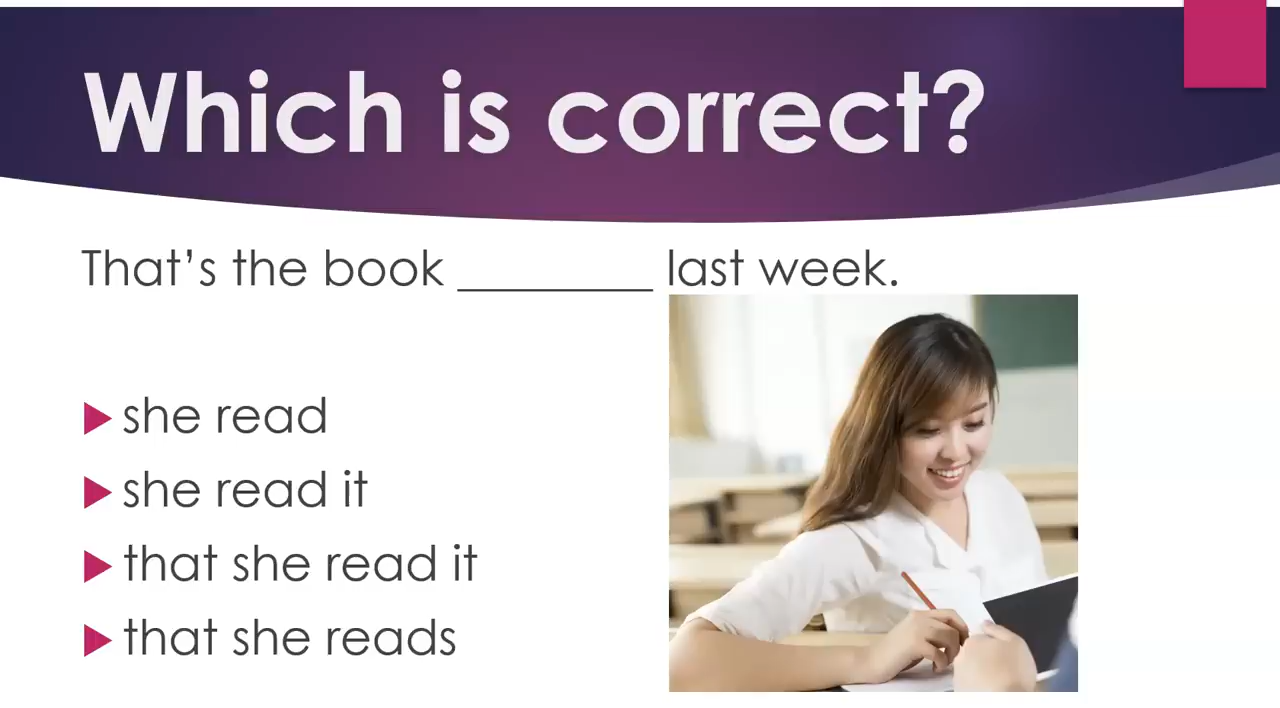 Which is correct?
That’s the book ________ last week.
she read
she read it
that she read it
that she reads